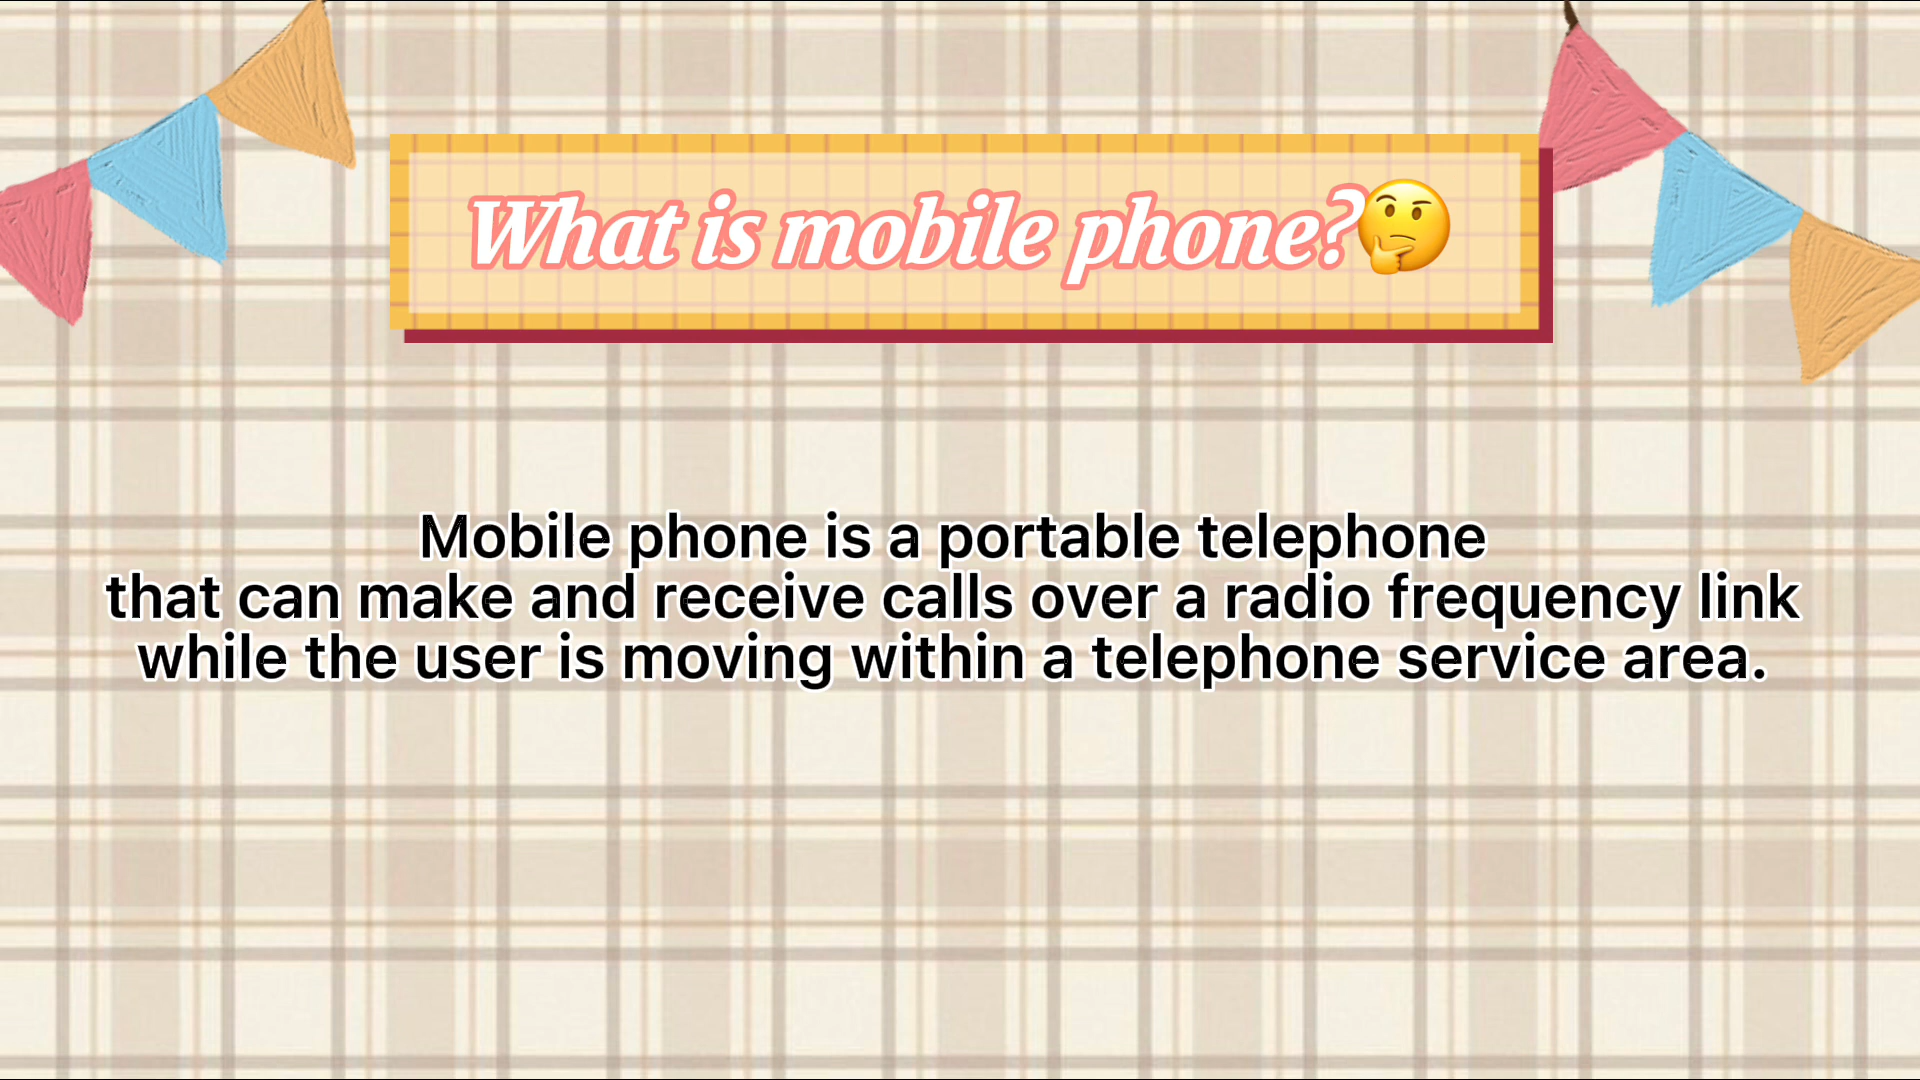 What is mobile phone?🤔
Mobile phone is a portable telephone
that can make and receive calls over a radio frequency link
while the user is moving within a telephone service area.